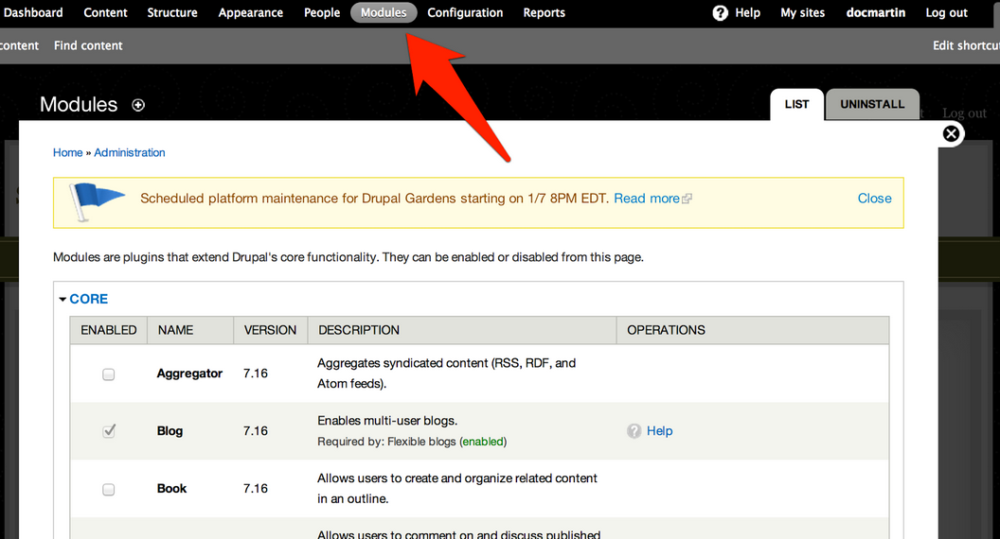 Dashboard Content Structure Appearance People Modules Configuration Reports Help My sites docmartin Log out
content Find content Edit shortcu
Modules LIST UNINSTALL
Log out
Home » Administration
Scheduled platform maintenance for Drupal Gardens starting on 1/7 8PM EDT. Read more Close
Modules are plugins that extend Drupal's core functionality. They can be enabled or disabled from this page.
CORE
ENABLED NAME VERSION DESCRIPTION OPERATIONS
Aggregator 7.16 Aggregates syndicated content (RSS, RDF, and
Atom feeds).
Blog 7.16 Enables multi-user blogs. Help
Required by: Flexible blogs (enabled)
Book 7.16 Allows users to create and organize related content
in an outline.
Allows users to comment on and discuss published